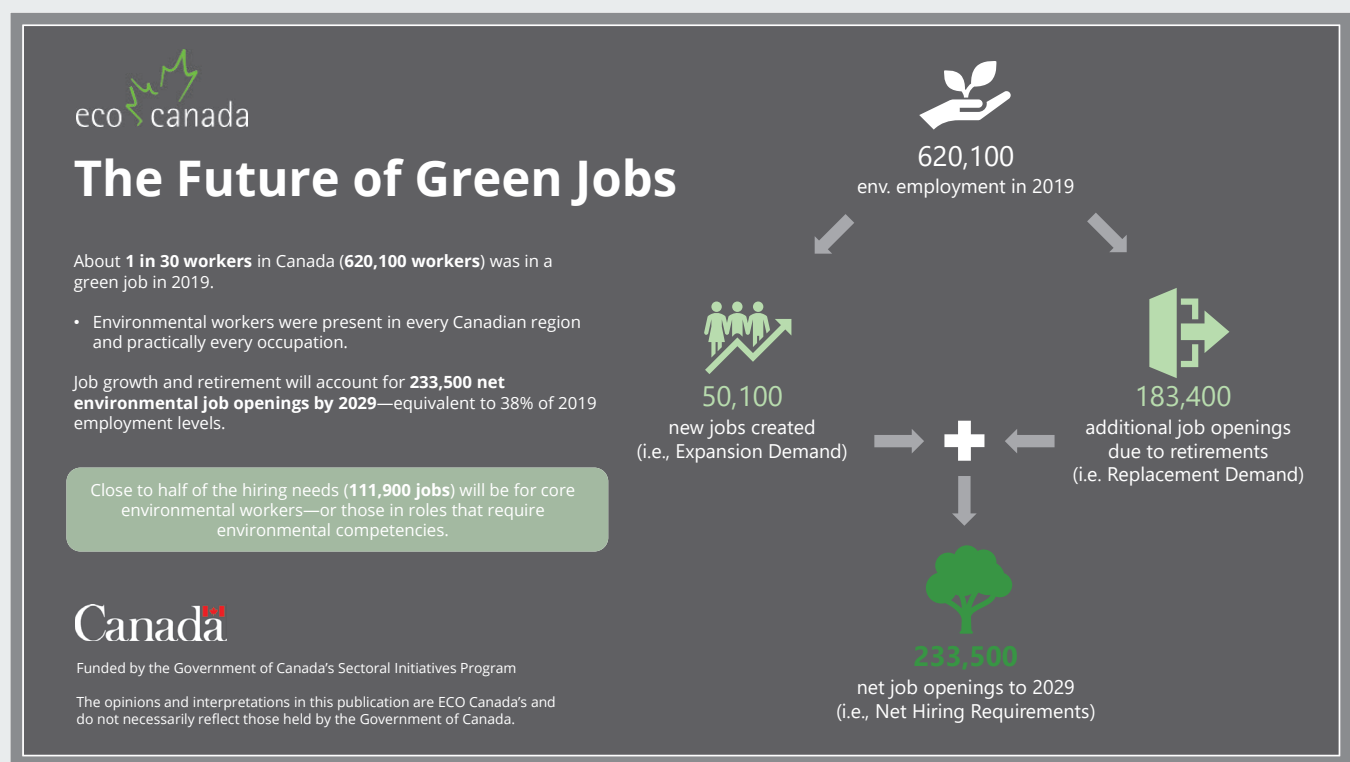 eco canada
The Future of Green Jobs
About 1 in 30 workers in Canada (620,100 workers) was in a
green job in 2019.
• Environmental workers were present in every Canadian region
and practically every occupation.
Job growth and retirement will account for 233,500 net
environmental job openings by 2029—equivalent to 38% of 2019
employment levels.
Close to half of the hiring needs (111,900 jobs) will be for core
environmental workers—or those in roles that require
environmental competencies.
Canada
Funded by the Government of Canada’s Sectoral Initiatives Program
The opinions and interpretations in this publication are ECO Canada’s and
do not necessarily reflect those held by the Government of Canada.
620,100
env. employment in 2019
50,100
new jobs created
(i.e., Expansion Demand)
183,400
additional job openings
due to retirements
(i.e. Replacement Demand)
233,500
net job openings to 2029
(i.e., Net Hiring Requirements)